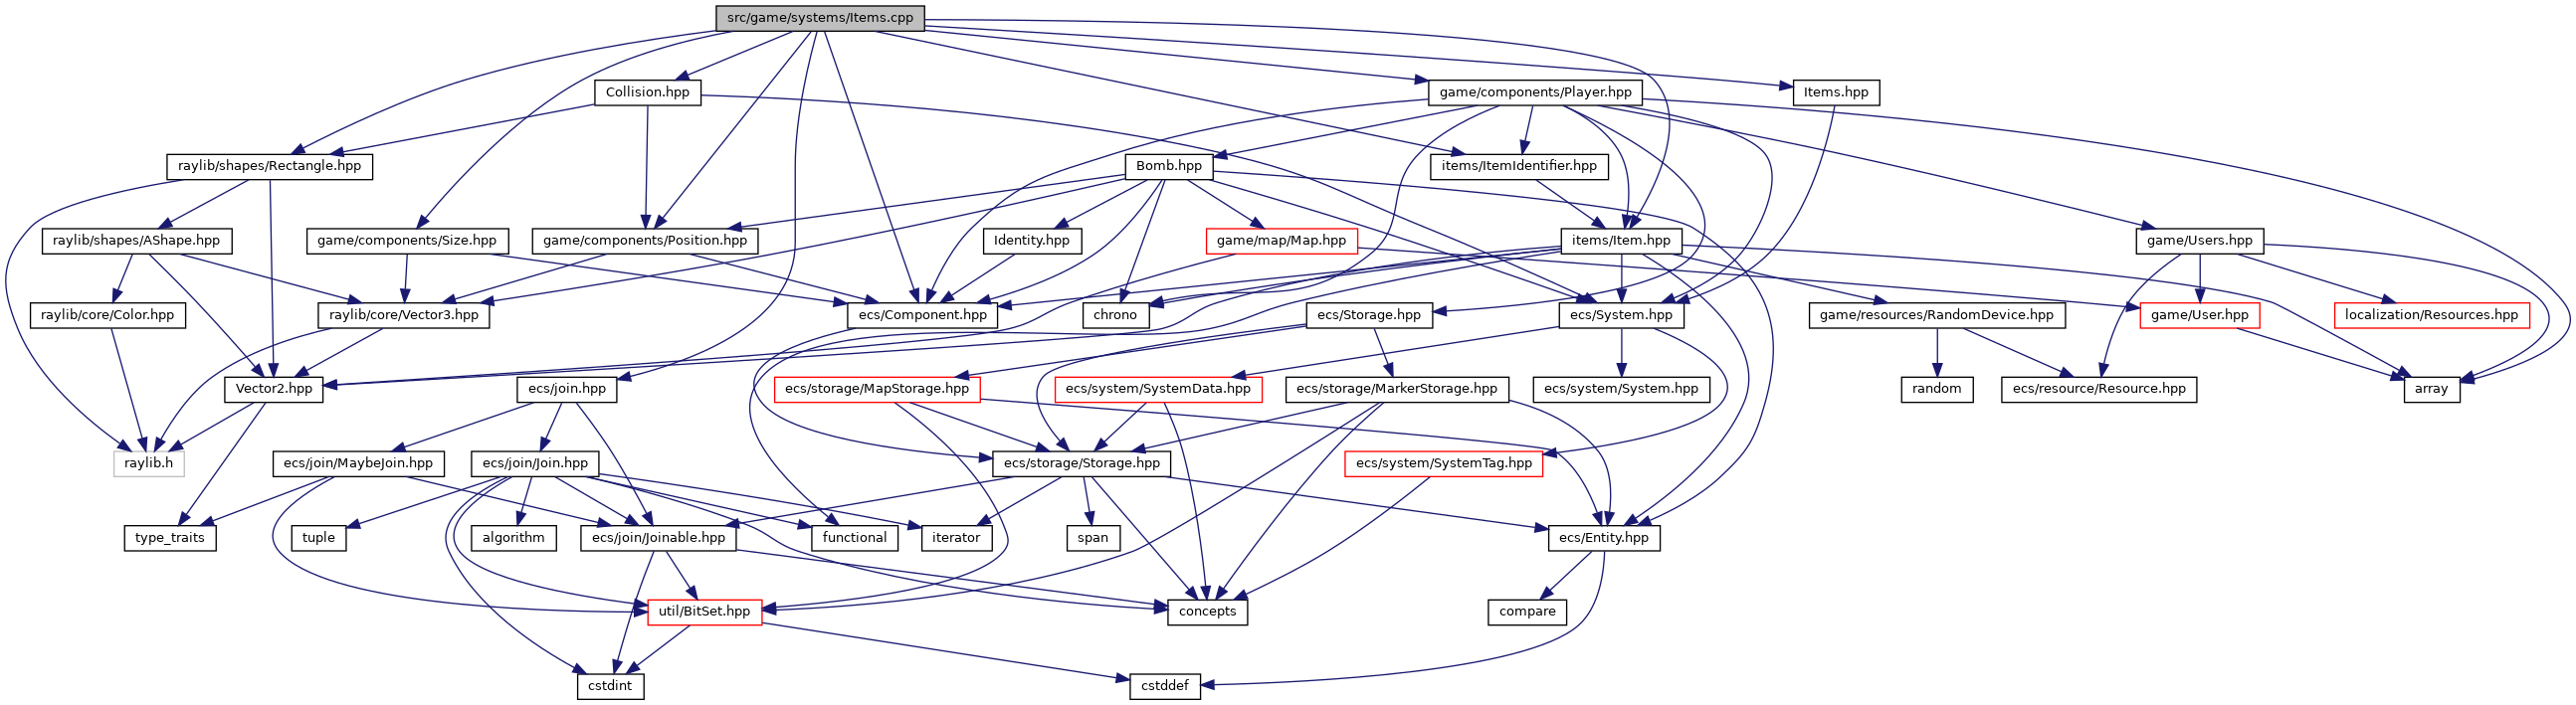 src/game/systems/Items.cpp
Collision.hpp
game/components/Player.hpp
Items.hpp
raylib/shapes/Rectangle.hpp
Bomb.hpp
items/ItemIdentifier.hpp
raylib/shapes/AShape.hpp
game/components/Size.hpp
game/components/Position.hpp
Identity.hpp
game/map/Map.hpp
items/Item.hpp
game/Users.hpp
raylib/core/Color.hpp
raylib/core/Vector3.hpp
ecs/Component.hpp
chrono
ecs/Storage.hpp
ecs/System.hpp
game/resources/RandomDevice.hpp
game/User.hpp
localization/Resources.hpp
Vector2.hpp
ecs/join.hpp
ecs/storage/MapStorage.hpp
ecs/system/SystemData.hpp
ecs/storage/MarkerStorage.hpp
ecs/system/System.hpp
random
ecs/resource/Resource.hpp
array
raylib.h
ecs/join/MaybeJoin.hpp
ecs/join/Join.hpp
ecs/storage/Storage.hpp
ecs/system/SystemTag.hpp
type_traits
tuple
algorithm
ecs/join/Joinable.hpp
functional
iterator
span
ecs/Entity.hpp
util/BitSet.hpp
concepts
compare
cstdint
cstddef